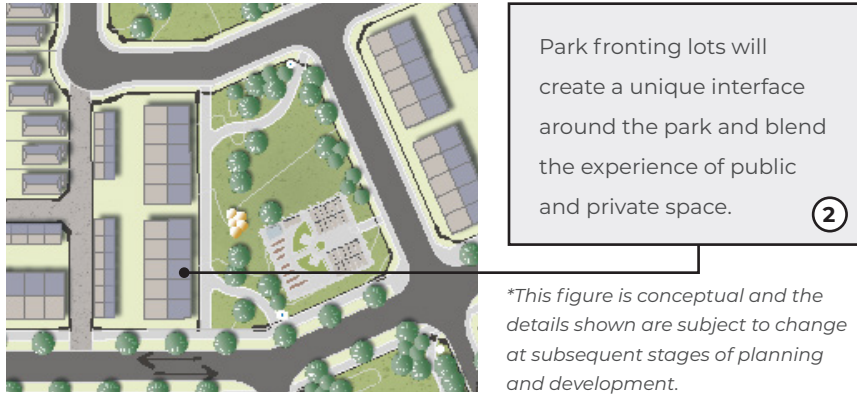 Park fronting lots will
create a unique interface
around the park and blend
the experience of public
and private space.
2
*This figure is conceptual and the
details shown are subject to change
at subsequent stages of planning
and development.